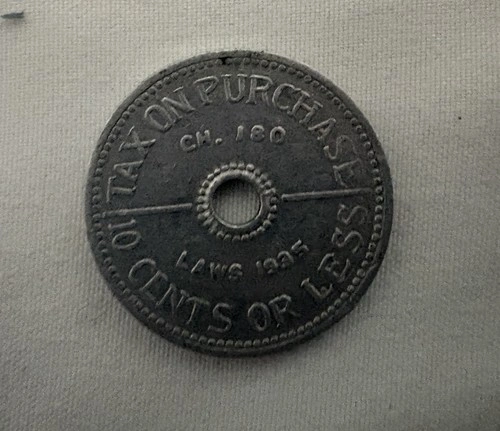 TAX ON PURCHASE
CH. 180
LAWS 1935
10 CENTS OR LESS